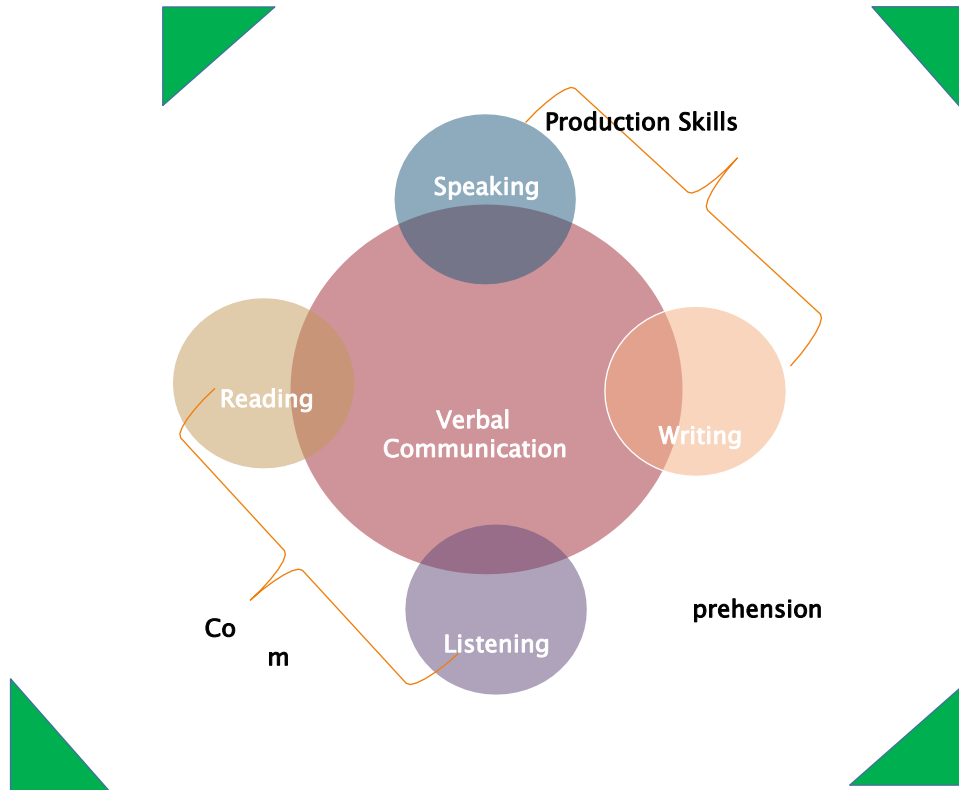 Production Skills
Speaking
Reading
Verbal
Communication
Writing
prehension
Co
m
Listening